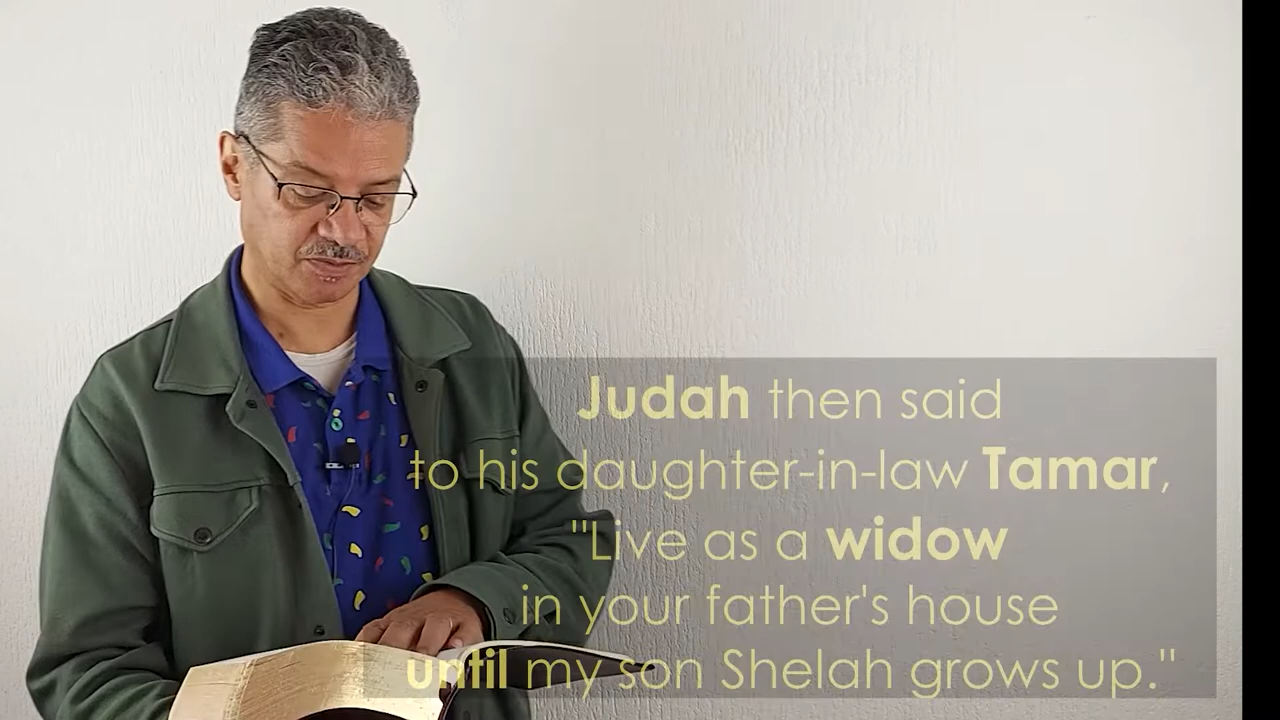 Judah then said
to his daughter-in-law Tamar,
"Live as a widow
in your father's house
until my son Shelah grows up."